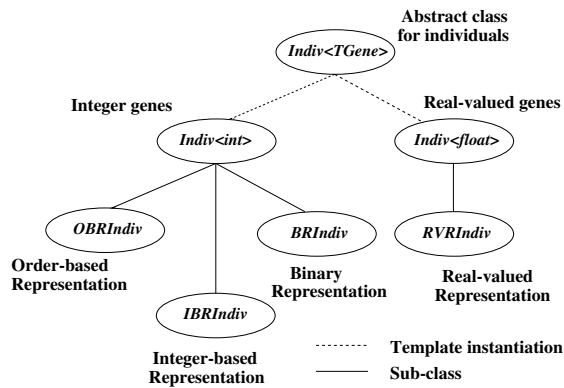 Abstract class
for individuals
Indiv<TGene>
Integer genes
Real-valued genes
Indiv<int>
Indiv<float>
OBRIndiv
BRIndiv
RVRIndiv
Order-based
Representation
Binary
Representation
Real-valued
Representation
IBRIndiv
Integer-based
Representation
Template instantiation
Sub-class